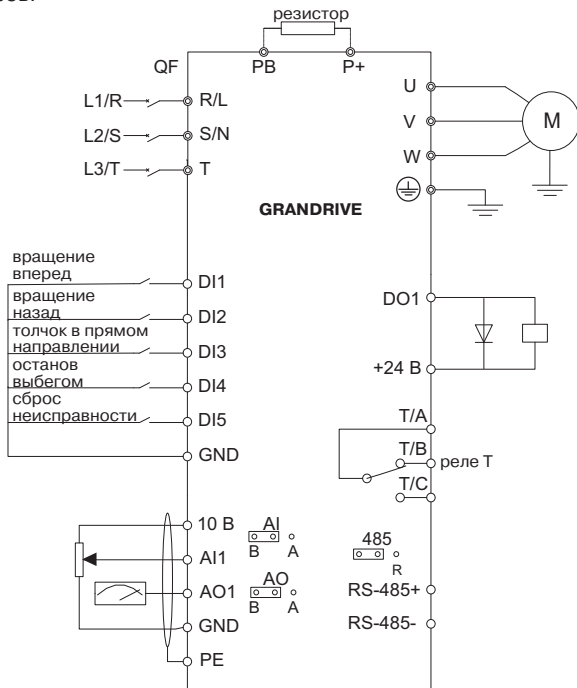 резистор
QF
PB
P+
L1/R
R/L
L2/S
S/N
L3/T
T
U
V
W
M
GRANDRIVE
вращение
вперед
DI1
вращение
назад
DI2
толчок в прямом
направлении
DI3
останов
выбегом
DI4
сброс
неисправности
DI5
GND
DO1
+24 В
T/A
T/B
реле T
T/C
10 В
AI
В
А
AI1
AO1
AO
В
А
GND
PE
485
R
RS-485+
RS-485-